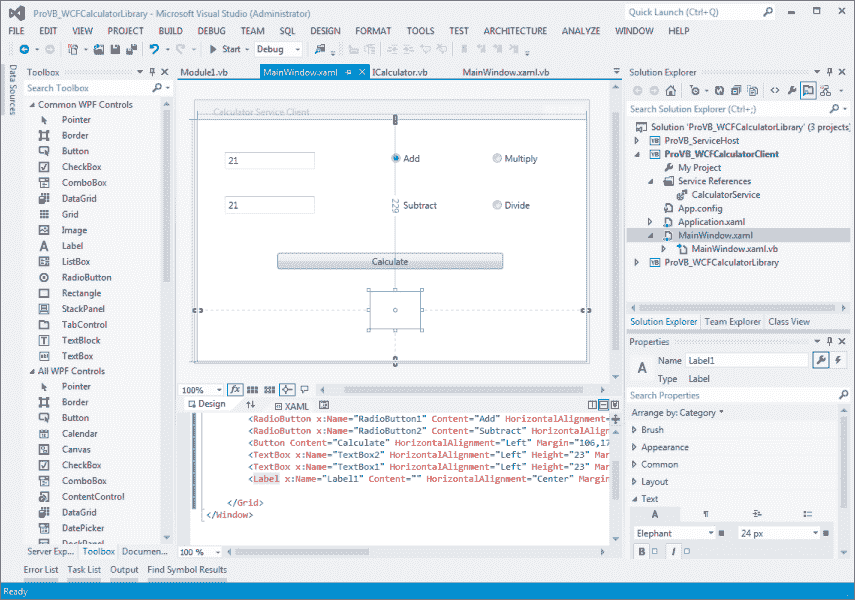 ProVB_WCFCalculatorLibrary - Microsoft Visual Studio (Administrator)
Quick Launch (Ctrl+Q)
FILE EDIT VIEW PROJECT BUILD DEBUG TEAM SQL DESIGN FORMAT TOOLS TEST ARCHITECTURE ANALYZE WINDOW HELP
Start Debug
Data Sources
Toolbox
Search Toolbox
Common WPF Controls
Pointer
Border
Button
CheckBox
ComboBox
DataGrid
Grid
Image
Label
ListBox
RadioButton
Rectangle
StackPanel
TabControl
TextBlock
TextBox
All WPF Controls
Pointer
Border
Button
Calendar
Canvas
CheckBox
ComboBox
ContentControl
DataGrid
DatePicker
DockPanel
Server Exp... Toolbox Documen...
Module1.vb MainWindow.xaml ICalculator.vb MainWindow.xaml.vb
Calculator Service Client
21 Add Multiply
21 229 Subtract Divide
Calculate
100%
Design XAML
<RadioButton x:Name="RadioButton1" Content="Add" HorizontalAlignment=
<RadioButton x:Name="RadioButton2" Content="Subtract" HorizontalAlign
<Button Content="Calculate" HorizontalAlignment="Left" Margin="106,17
<TextBox x:Name="TextBox2" HorizontalAlignment="Left" Height="23" Mar
<TextBox x:Name="TextBox1" HorizontalAlignment="Left" Height="23" Mar
<Label x:Name="Label1" Content="" HorizontalAlignment="Center" Margin
</Grid>
</Window>
100 %
Solution Explorer
Search Solution Explorer (Ctrl+;)
Solution 'ProVB_WCFCalculatorLibrary' (3 projects)
ProVB_ServiceHost
ProVB_WCFCalculatorClient
My Project
Service References
CalculatorService
App.config
Application.xaml
MainWindow.xaml
MainWindow.xaml.vb
ProVB_WCFCalculatorLibrary
Solution Explorer Team Explorer Class View
Properties
Name Label1
Type Label
Search Properties
Arrange by: Category
Brush
Appearance
Common
Layout
Text
Elephant 24 px
B I
Error List Task List Output Find Symbol Results
Ready